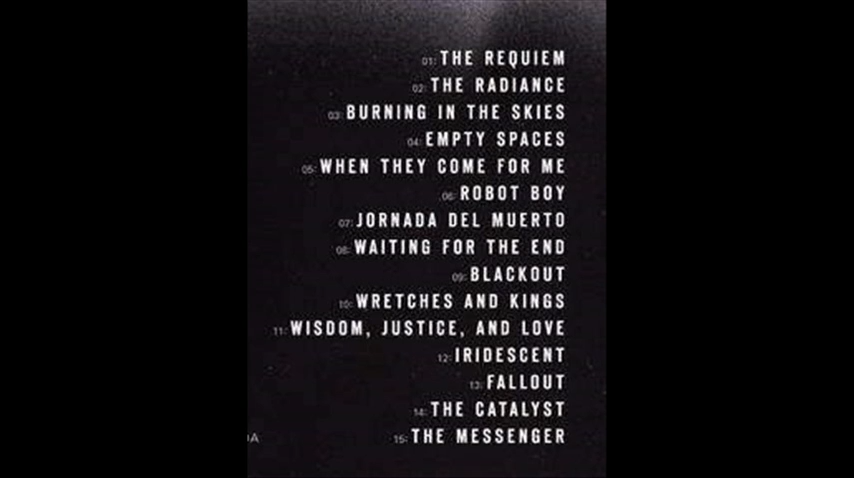 01: THE REQUIEM
02: THE RADIANCE
03: BURNING IN THE SKIES
04: EMPTY SPACES
05: WHEN THEY COME FOR ME
06: ROBOT BOY
07: JORNADA DEL MUERTO
08: WAITING FOR THE END
09: BLACKOUT
10: WRETCHES AND KINGS
11: WISDOM, JUSTICE, AND LOVE
12: IRIDESCENT
13: FALLOUT
14: THE CATALYST
15: THE MESSENGER